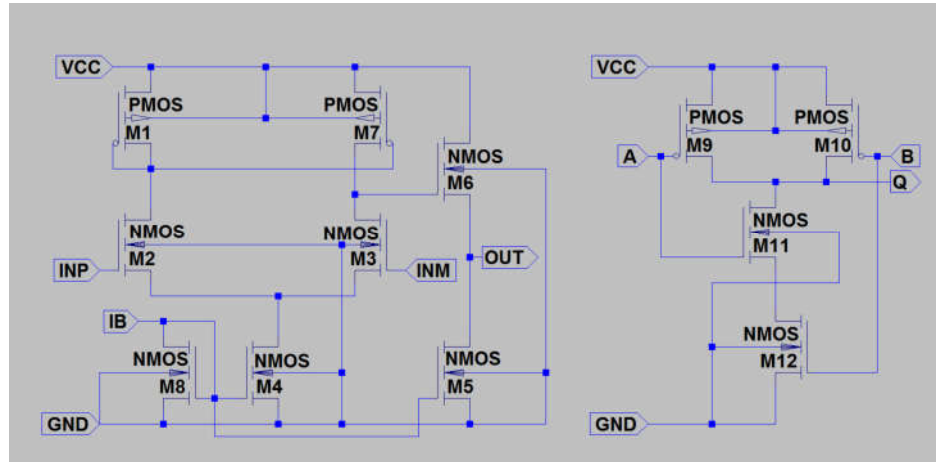 VCC
PMOS
M1
PMOS
M7
NMOS
M6
NMOS
M2
NMOS
M3
INP
INM
OUT
IB
NMOS
M8
NMOS
M4
NMOS
M5
GND
VCC
PMOS
M9
PMOS
M10
A
B
Q
NMOS
M11
NMOS
M12
GND